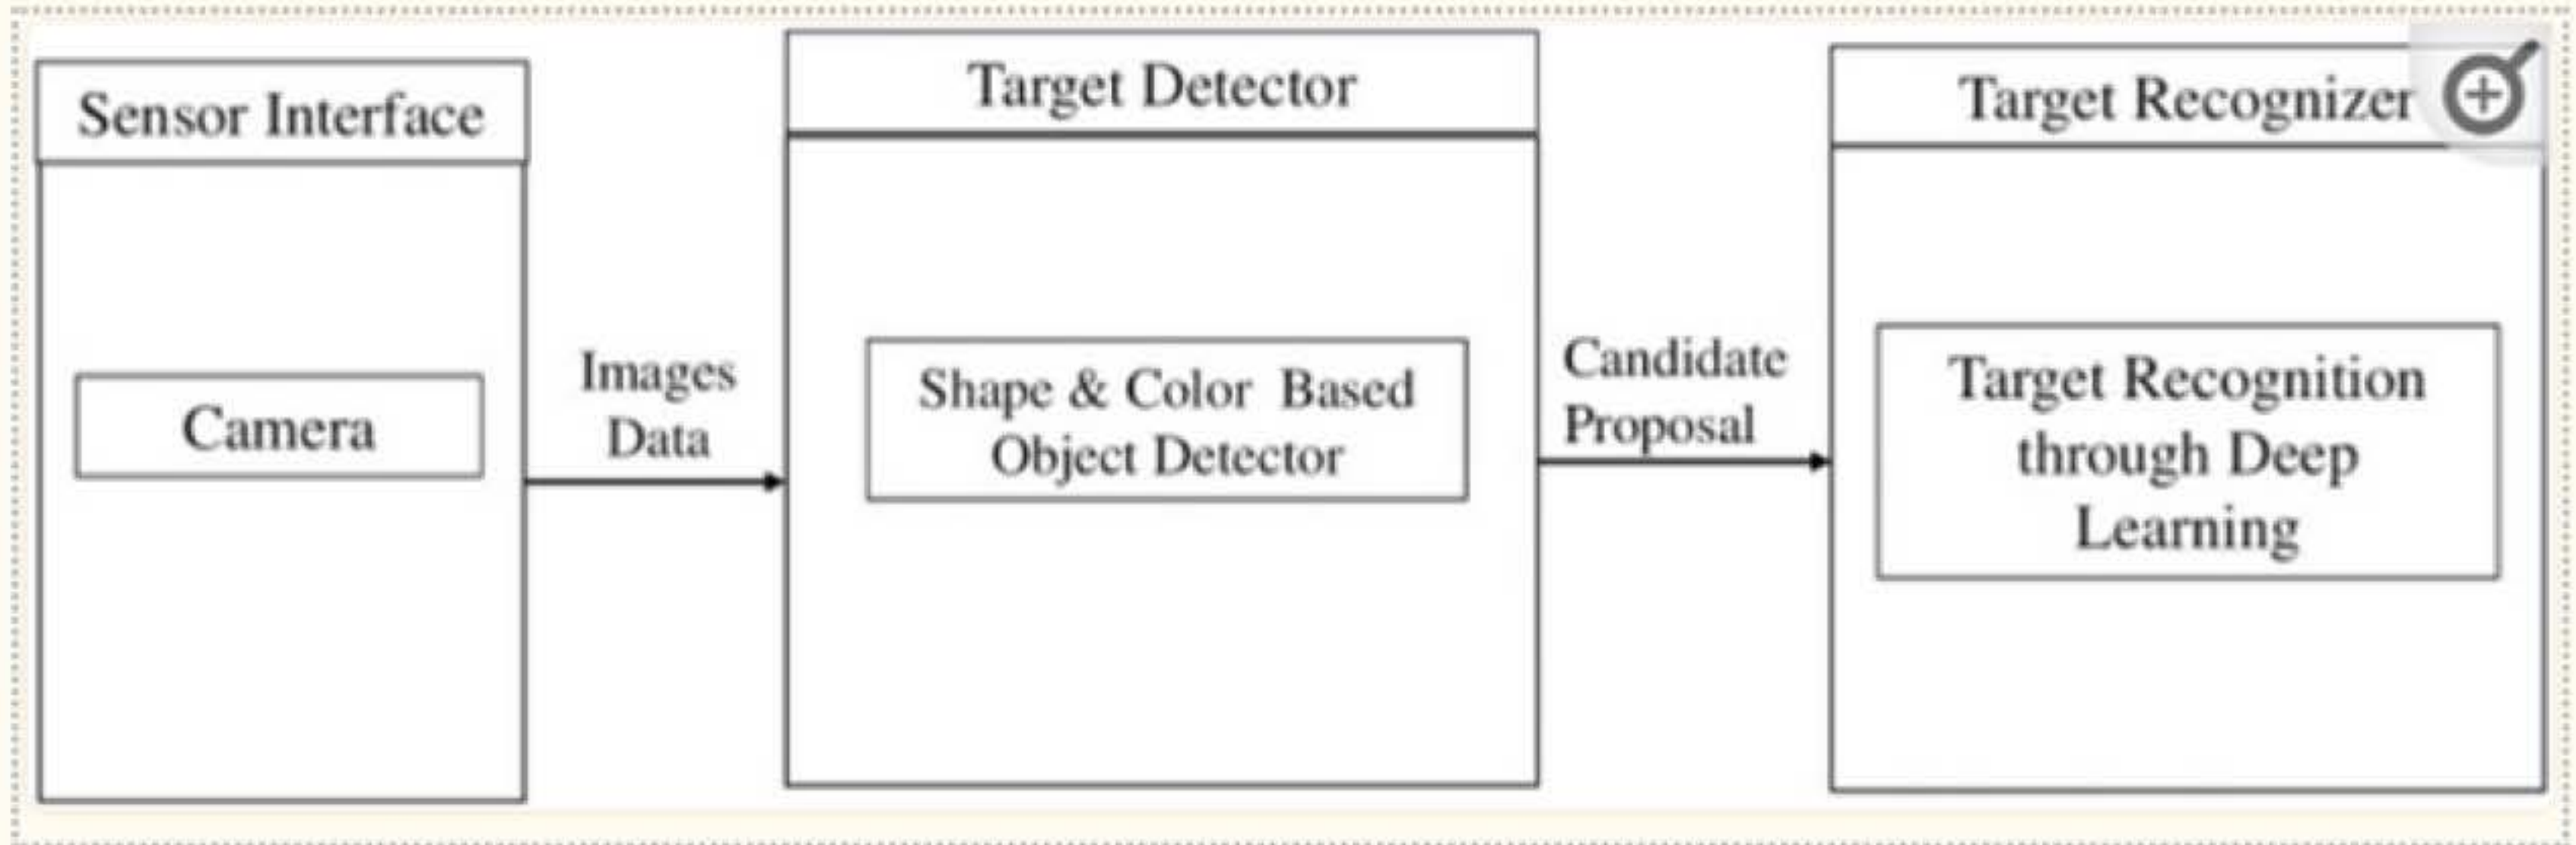 Sensor Interface
Camera
Images
Data
Target Detector
Shape & Color Based
Object Detector
Candidate
Proposal
Target Recognizer
Target Recognition
through Deep
Learning